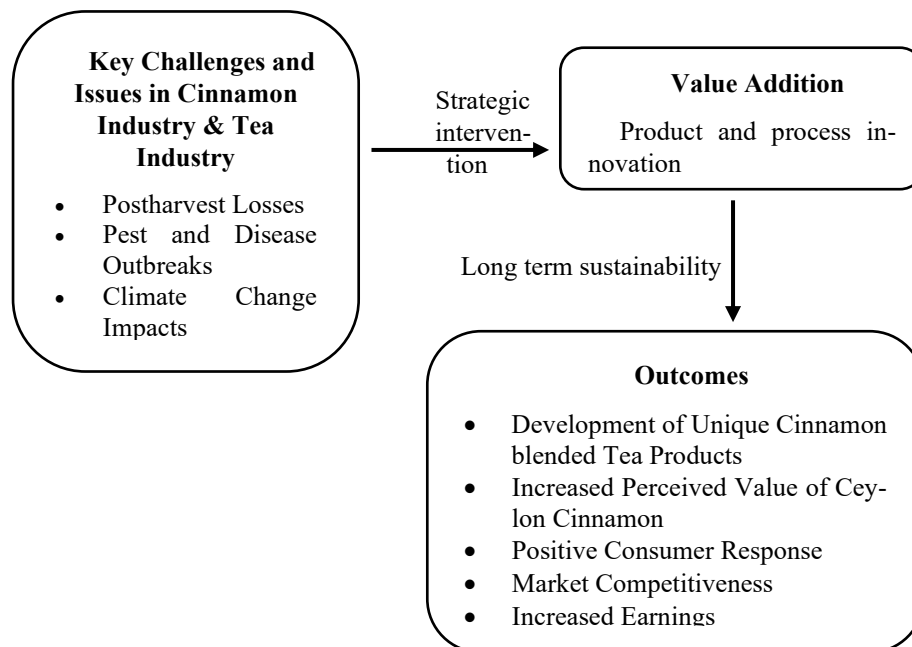 Key Challenges and
Issues in Cinnamon
Industry & Tea
Industry
• Postharvest Losses
• Pest and Disease
Outbreaks
• Climate Change
Impacts
Strategic
interven-
tion
Value Addition
Product and process in-
novation
Long term sustainability
Outcomes
• Development of Unique Cinnamon
blended Tea Products
• Increased Perceived Value of Cey-
lon Cinnamon
• Positive Consumer Response
• Market Competitiveness
• Increased Earnings